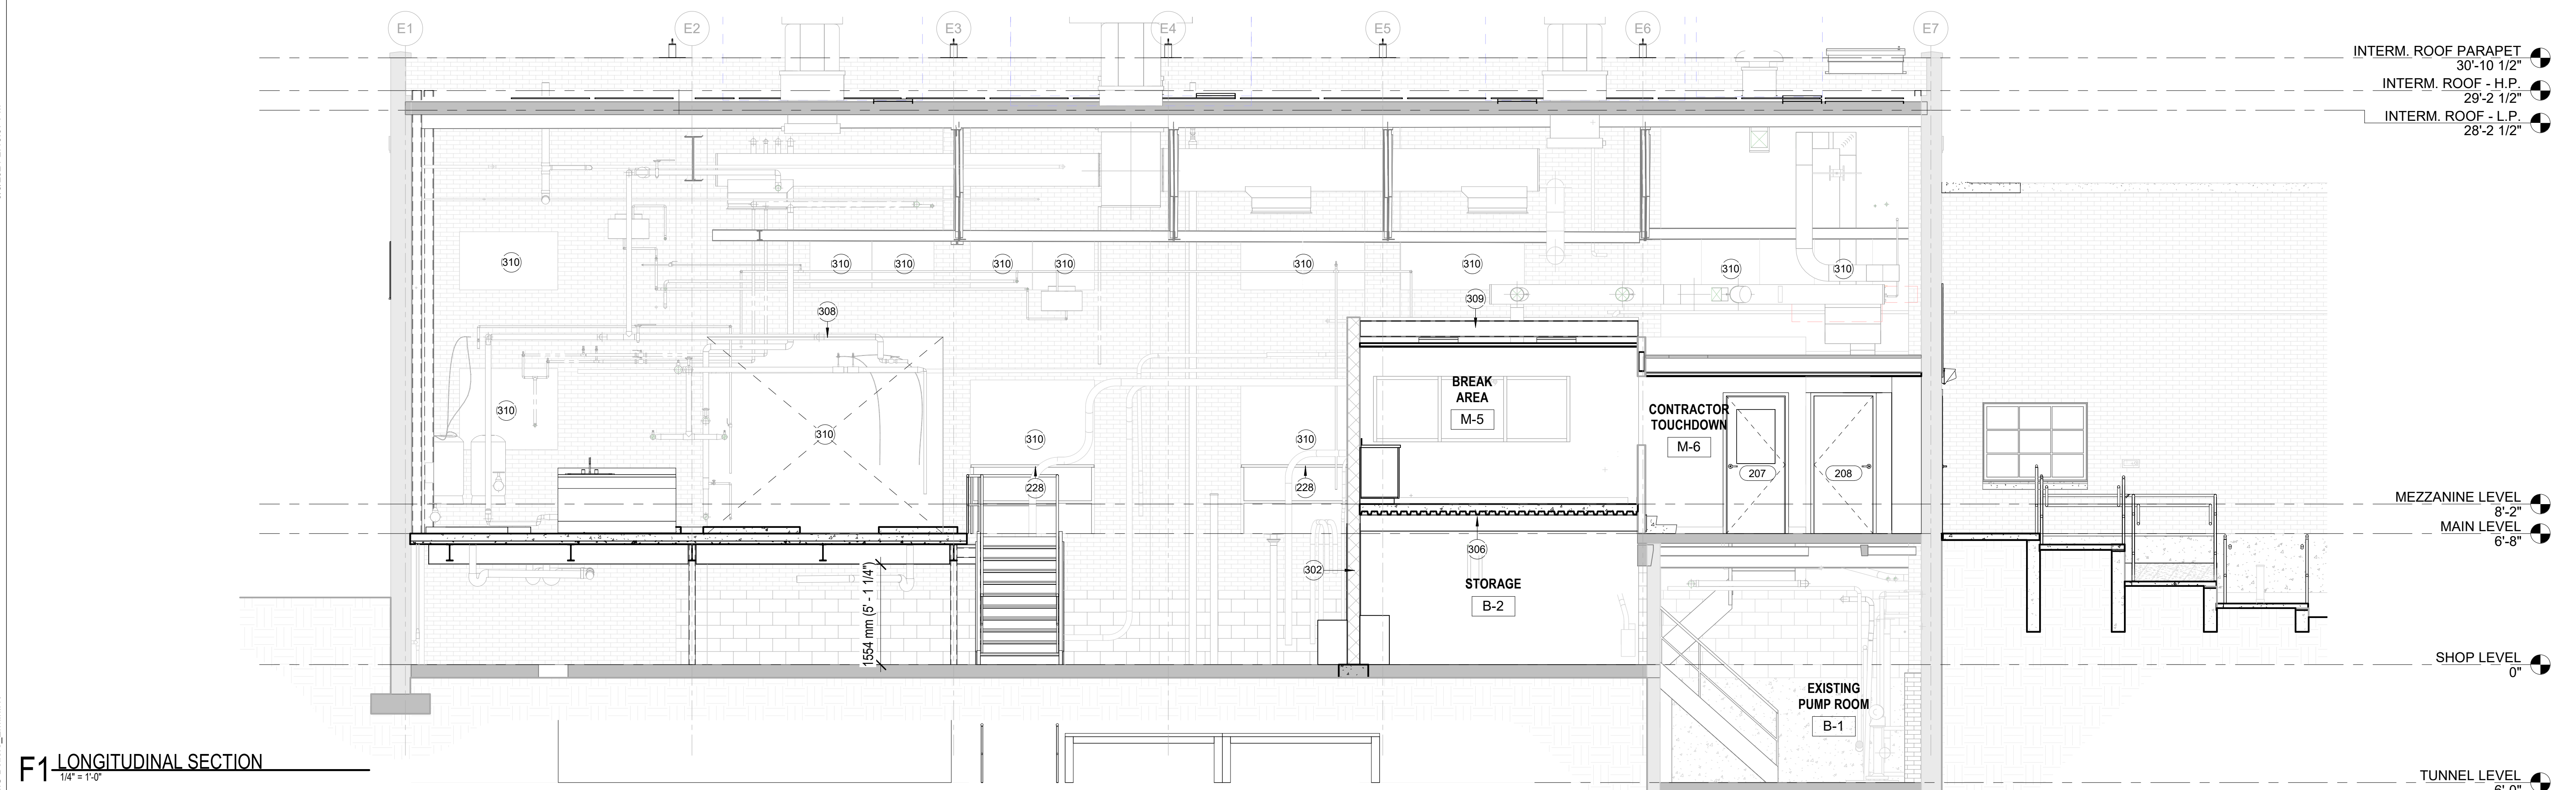 E1
E2
E3
E4
E5
E6
E7
INTERM. ROOF PARAPET
30'-10 1/2"
INTERM. ROOF - H.P.
29'-2 1/2"
INTERM. ROOF - L.P.
28'-2 1/2"
310
310
310
310
310
310
310
310
310
309
308
BREAK
AREA
M-5
CONTRACTOR
TOUCHDOWN
M-6
310
310
310
310
207
208
228
228
MEZZANINE LEVEL
8'-2"
MAIN LEVEL
6'-8"
306
302
STORAGE
B-2
1554 mm (5' - 1 1/4")
SHOP LEVEL
0"
EXISTING
PUMP ROOM
B-1
F1 LONGITUDINAL SECTION
1/4" = 1'-0"
TUNNEL LEVEL